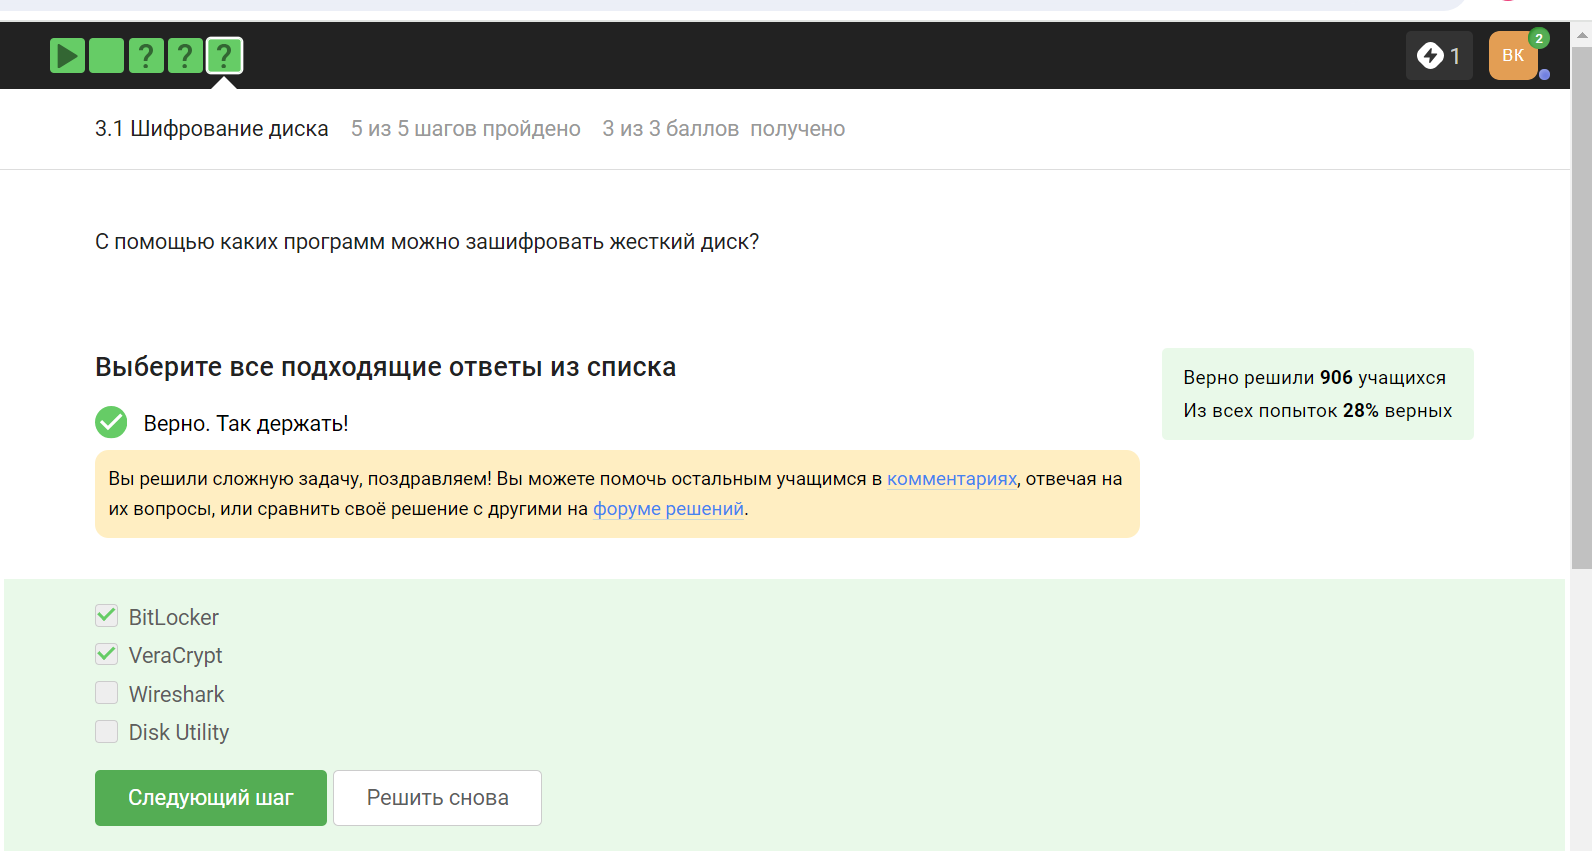 ? ? ?
1
ВК
2
3.1 Шифрование диска 5 из 5 шагов пройдено 3 из 3 баллов получено
С помощью каких программ можно зашифровать жесткий диск?
Выберите все подходящие ответы из списка
Верно решили 906 учащихся
Из всех попыток 28% верных
Верно. Так держать!
Вы решили сложную задачу, поздравляем! Вы можете помочь остальным учащимся в комментариях, отвечая на
их вопросы, или сравнить своё решение с другими на форуме решений.
BitLocker
VeraCrypt
Wireshark
Disk Utility
Следующий шаг
Решить снова